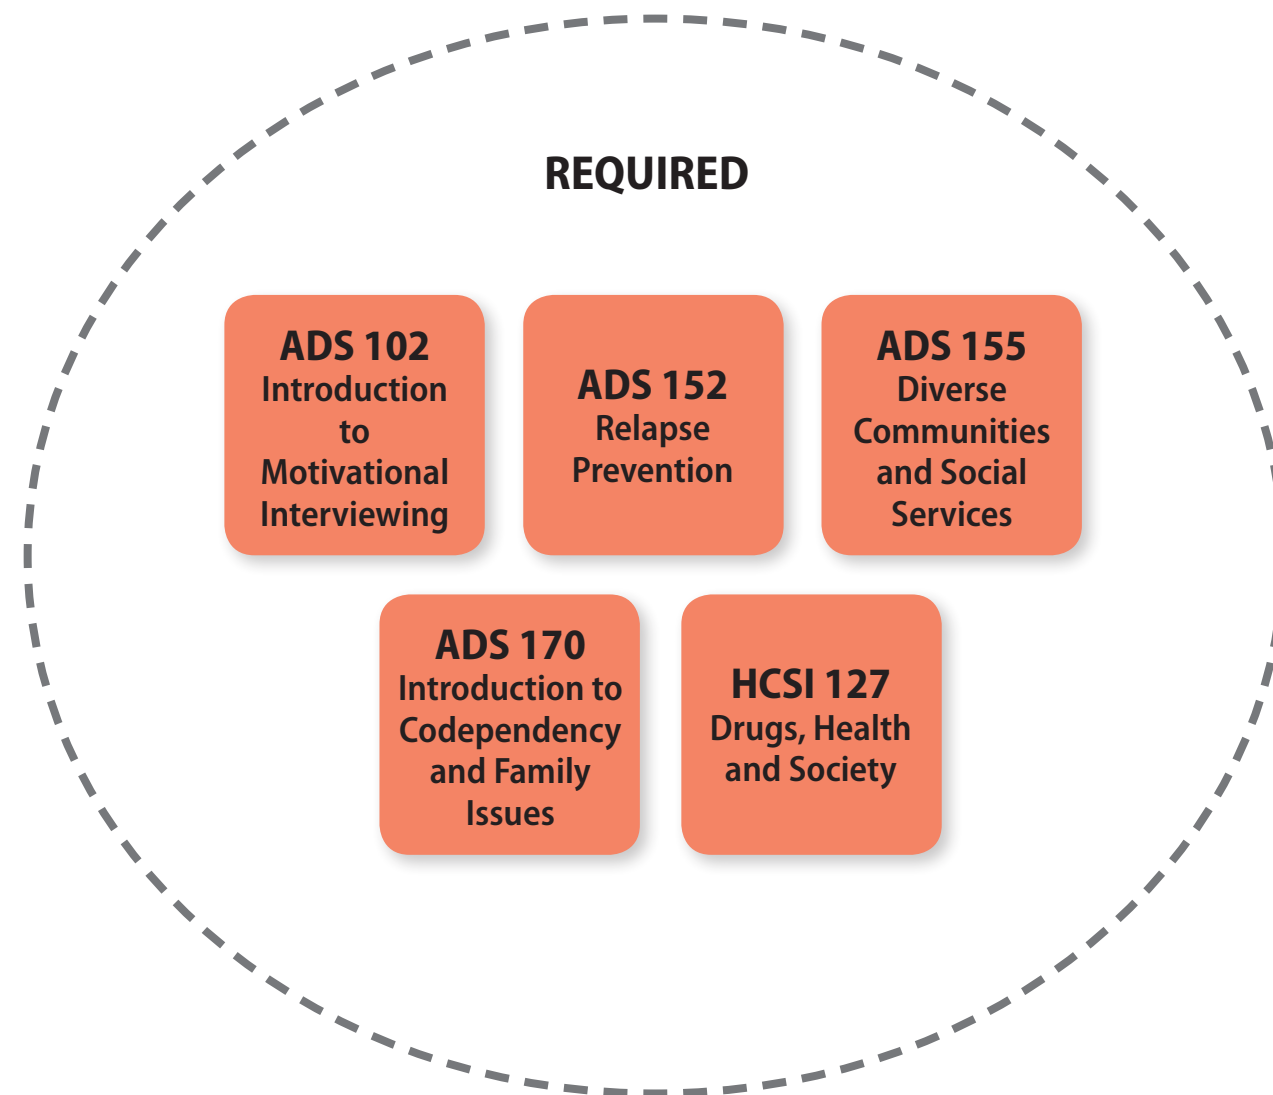 REQUIRED
ADS 102
Introduction
to
Motivational
Interviewing
ADS 152
Relapse
Prevention
ADS 155
Diverse
Communities
and Social
Services
ADS 170
Introduction to
Codependency
and Family
Issues
HCSI 127
Drugs, Health
and Society